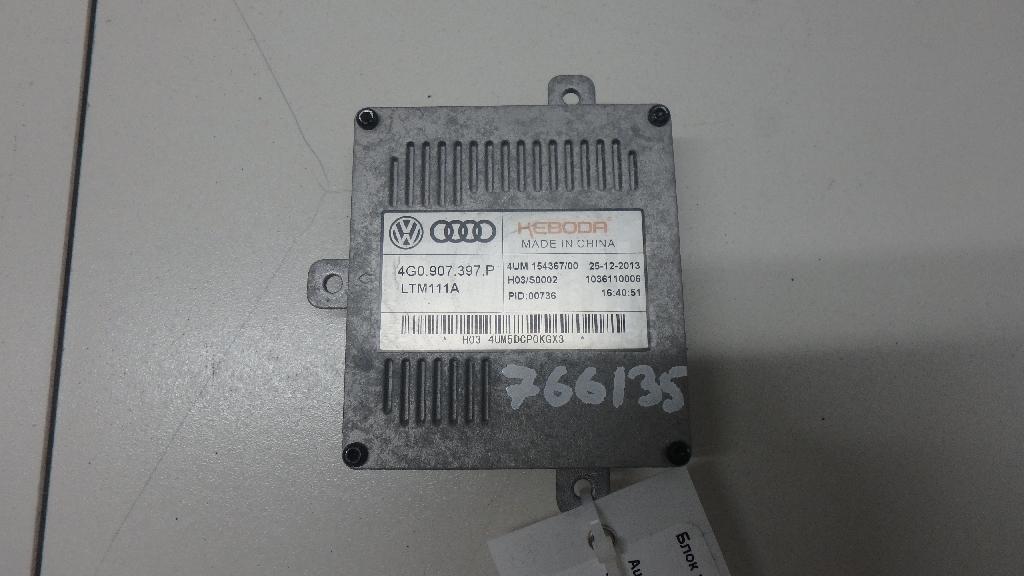 KEBODA
MADE IN CHINA
4G0.907.397.P
LTM111A
4UM 154367/00 25-12-2013
H03/S0002 1036110006
PID:00736 16:40:51
* H03 4UM5DCP0KGX3 *
766135
Блок